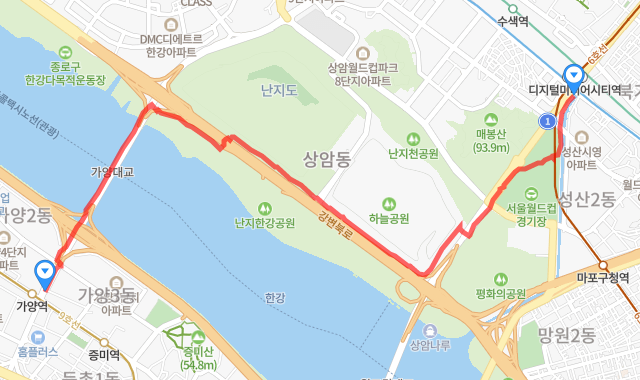 CLASS
수색역
DMC디에트르
한강아파트
6호선
종로구
한강다목적운동장
상암월드컵파크
8단지아파트
난지도
디지털미디어시티역
1
매봉산
(93.9m)
성산시영
아파트
상암동
난지천공원
가양대교
성산2동
서울월드컵
경기장
난지한강공원
강변북로
하늘공원
가양2동
4단지
아파트
마포구청역
평화의공원
가양3동
아파트
한강
가양역
9호선
홈플러스
증미역
증미산
(54.8m)
상암나루
망원2동
등촌1동